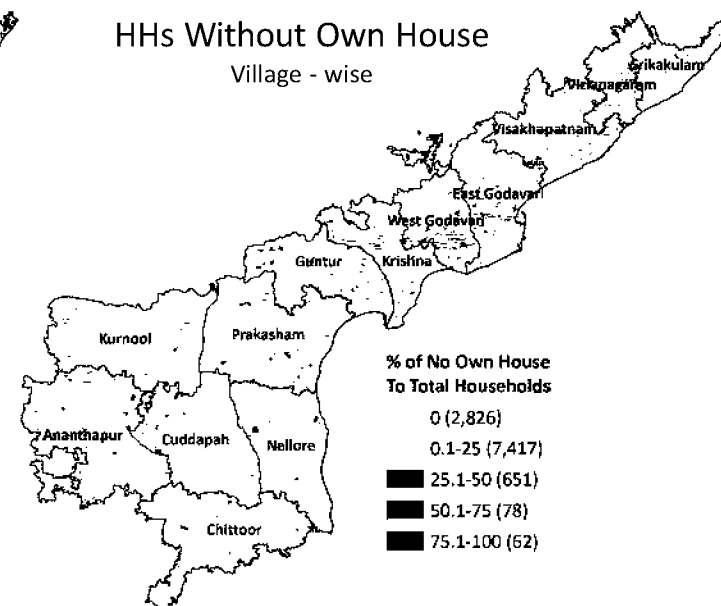 HHs Without Own House
Village - wise
Srikakulam
Vizianagaram
Visakhapatnam
East Godavari
West Godavari
Guntur
Krishna
Kurnool
Prakasham
% of No Own House
To Total Households
0 (2,826)
0.1-25 (7,417)
25.1-50 (651)
50.1-75 (78)
75.1-100 (62)
Ananthapur
Cuddapah
Nellore
Chittoor